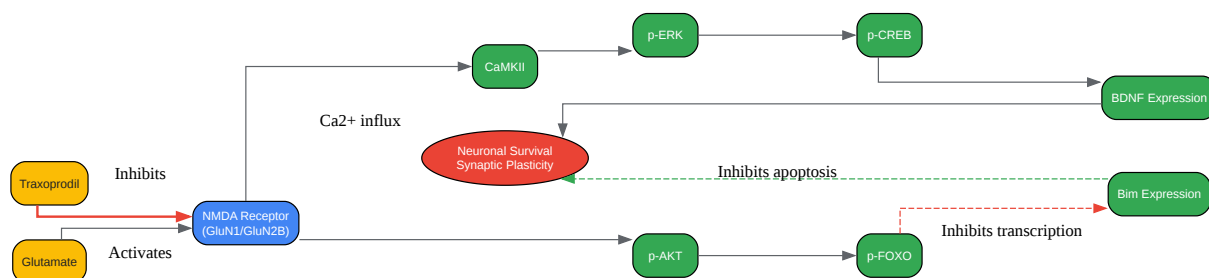 p-ERK
p-CREB
CaMKII
BDNF Expression
Ca2+ influx
Neuronal Survival
Synaptic Plasticity
Inhibits apoptosis
Inhibits
Traxoprodil
Bim Expression
NMDA Receptor
(GluN1/GluN2B)
Inhibits transcription
Activates
Glutamate
p-AKT
p-FOXO